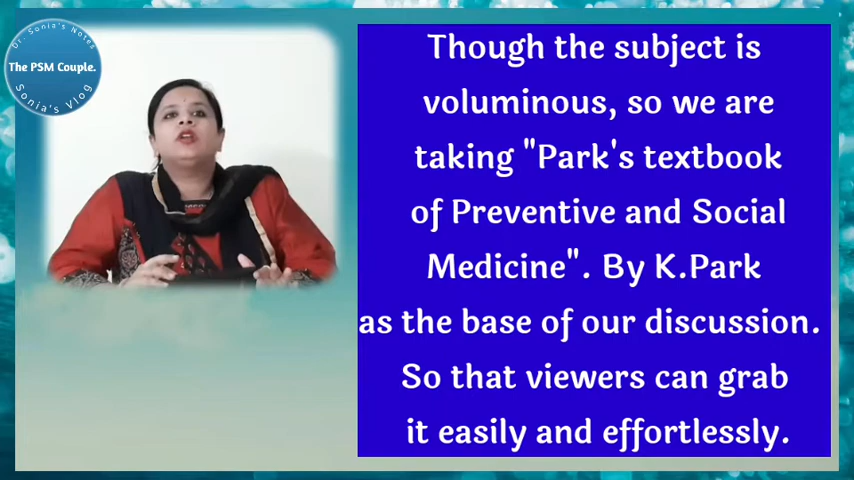 Dr. Sonia's Notes
The PSM Couple.
Sonia's Vlog
Though the subject is
voluminous, so we are
taking "Park's textbook
of Preventive and Social
Medicine". By K.Park
as the base of our discussion.
So that viewers can grab
it easily and effortlessly.